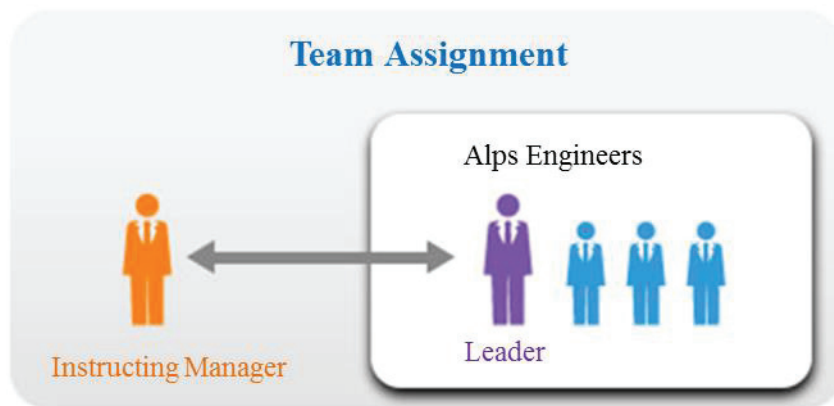 Team Assignment
Alps Engineers
Leader
Instructing Manager